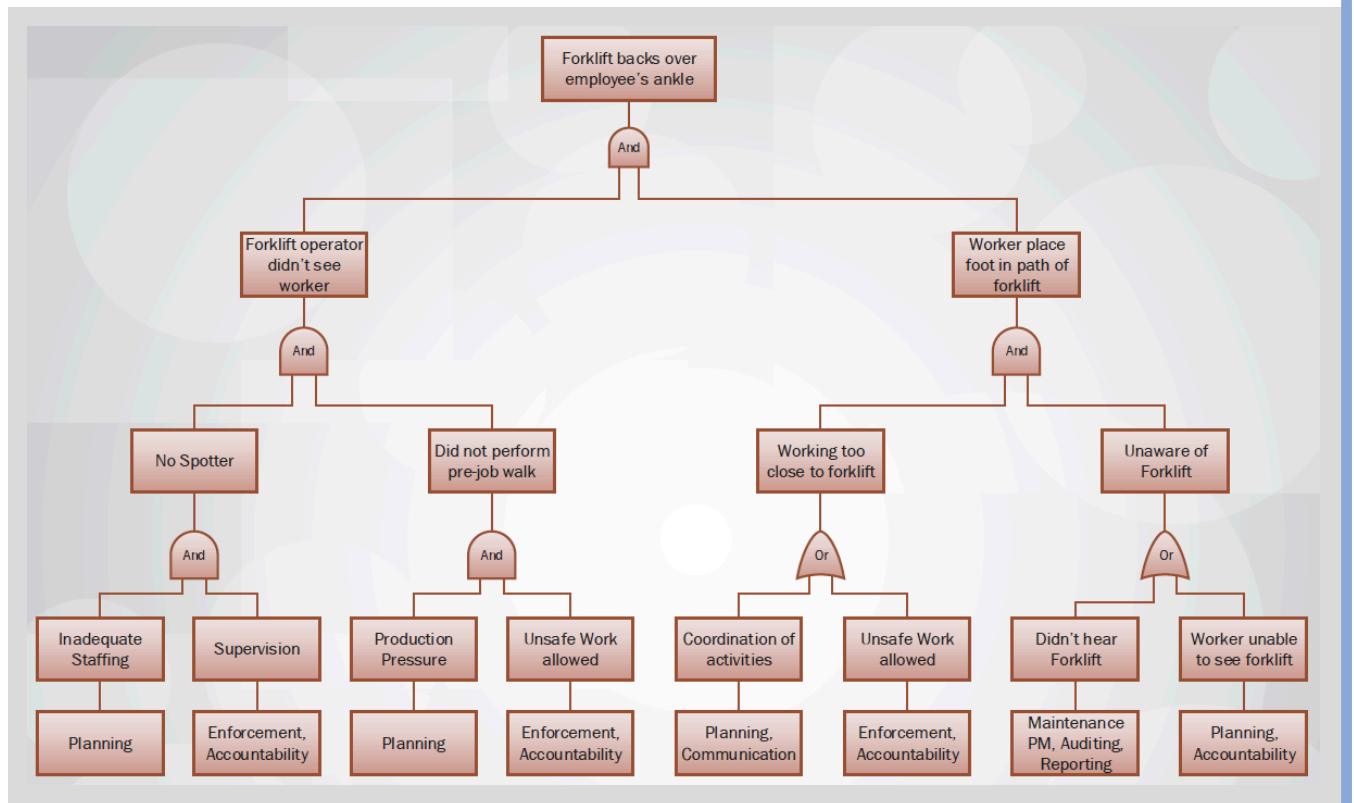 Forklift backs over
employee's ankle
And
Forklift operator
didn't see
worker
Worker place
foot in path of
forklift
And
And
No Spotter
Did not perform
pre-job walk
Working too
close to forklift
Unaware of
Forklift
And
And
Or
Or
Inadequate
Staffing
Supervision
Production
Pressure
Unsafe Work
allowed
Coordination of
activities
Unsafe Work
allowed
Didn't hear
Forklift
Worker unable
to see forklift
Planning
Enforcement,
Accountability
Planning
Enforcement,
Accountability
Planning,
Communication
Enforcement,
Accountability
Maintenance
PM, Auditing,
Reporting
Planning,
Accountability